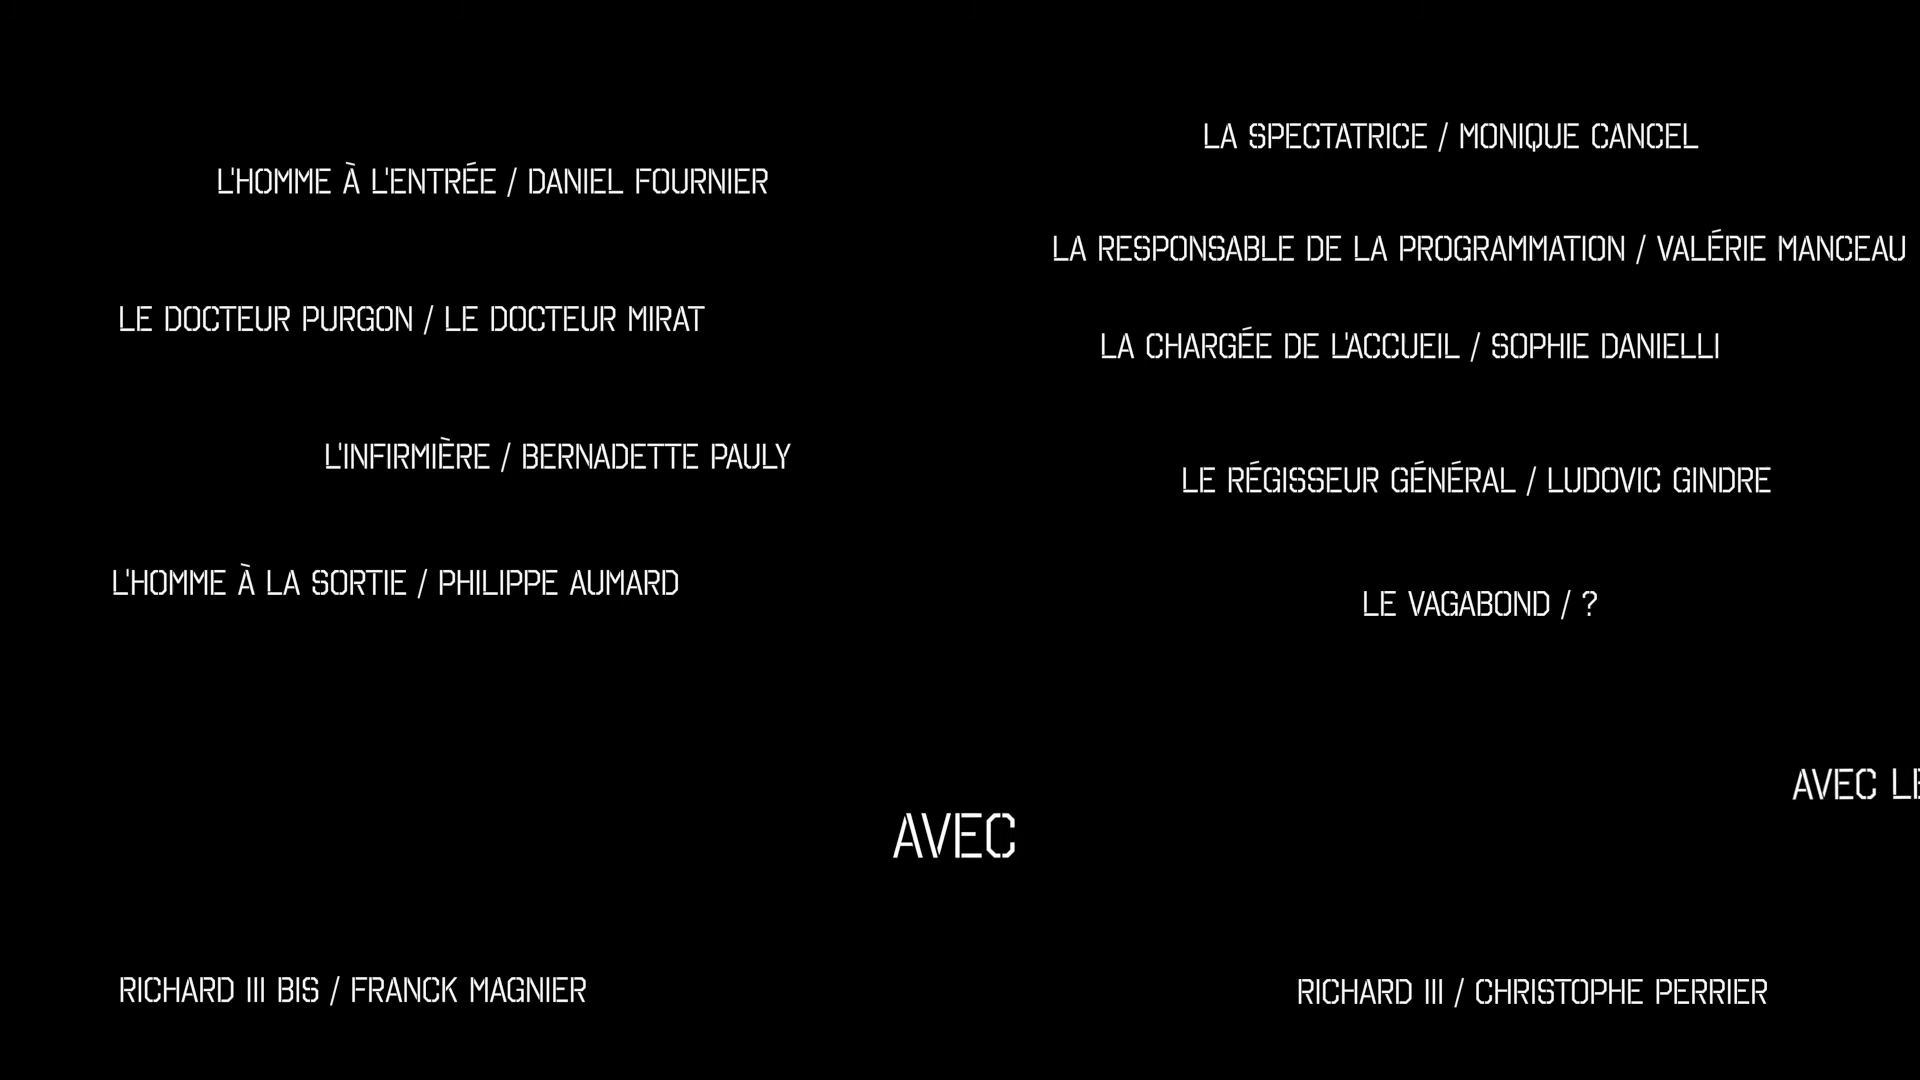 L'HOMME À L'ENTRÉE / DANIEL FOURNIER
LE DOCTEUR PURGON / LE DOCTEUR MIRAT
L'INFIRMIÈRE / BERNADETTE PAULY
L'HOMME À LA SORTIE / PHILIPPE AUMARD
LA SPECTATRICE / MONIQUE CANCEL
LA RESPONSABLE DE LA PROGRAMMATION / VALÉRIE MANCEAU
LA CHARGÉE DE L'ACCUEIL / SOPHIE DANIELLI
LE RÉGISSEUR GÉNÉRAL / LUDOVIC GINDRE
LE VAGABOND / ?
AVEC LE
AVEC
RICHARD III BIS / FRANCK MAGNIER
RICHARD III / CHRISTOPHE PERRIER